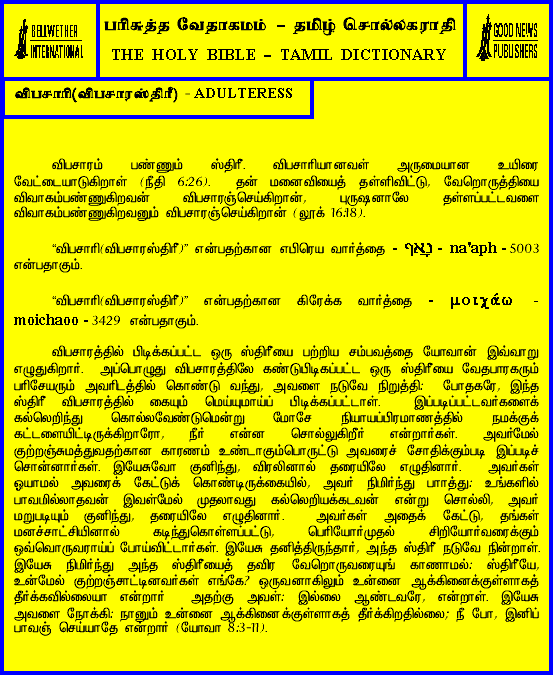 BELLWETHER
INTERNATIONAL
பரிசுத்த வேதாகமம் – தமிழ் சொல்லகராதி
THE HOLY BIBLE – TAMIL DICTIONARY
GOOD NEWS
PUBLISHERS
விபசாரி(விபசாரஸ்திரீ) - ADULTERESS
விபசாரம் பண்ணும் ஸ்திரீ. விபசாரியானவள் அருமையான உயிரை
வேட்டையாடுகிறாள் (நீதி 6:26). தன் மனைவியைத் தள்ளிவிட்டு, வேறொருத்தியை
விவாகம்பண்ணுகிறவன் விபசாரஞ்செய்கிறான், புருஷனாலே தள்ளப்பட்டவளை
விவாகம்பண்ணுகிறவனும் விபசாரஞ்செய்கிறான் (லூக் 16:18).
“விபசாரி(விபசாரஸ்திரீ)” என்பதற்கான எபிரெய வார்த்தை - נָאַף - na'aph - 5003
என்பதாகும்.
“விபசாரி(விபசாரஸ்திரீ)” என்பதற்கான கிரேக்க வார்த்தை - μοιχάω -
moichaoo - 3429 என்பதாகும்.
விபசாரத்தில் பிடிக்கப்பட்ட ஒரு ஸ்திரீயை பற்றிய சம்பவத்தை யோவான் இவ்வாறு
எழுதுகிறார். அப்பொழுது விபசாரத்திலே கண்டுபிடிக்கப்பட்ட ஒரு ஸ்திரீயை வேதபாரகரும்
பரிசேயரும் அவரிடத்தில் கொண்டு வந்து, அவளை நடுவே நிறுத்தி: போதகரே, இந்த
ஸ்திரீ விபசாரத்தில் கையும் மெய்யுமாய்ப் பிடிக்கப்பட்டாள். இப்படிப்பட்டவர்களைக்
கல்லெறிந்து கொல்லவேண்டுமென்று மோசே நியாயப்பிரமாணத்தில் நமக்குக்
கட்டளையிட்டிருக்கிறாரே, நீர் என்ன சொல்லுகிறீர் என்றார்கள். அவர்மேல்
குற்றஞ்சுமத்துவதற்கான காரணம் உண்டாகும்பொருட்டு அவரைச் சோதிக்கும்படி இப்படிச்
சொன்னார்கள். இயேசுவோ குனிந்து, விரலினால் தரையிலே எழுதினார். அவர்கள்
ஓயாமல் அவரைக் கேட்டுக் கொண்டிருக்கையில், அவர் நிமிர்ந்து பார்த்து: உங்களில்
பாவமில்லாதவன் இவள்மேல் முதலாவது கல்லெறியக்கடவன் என்று சொல்லி, அவர்
மறுபடியும் குனிந்து, தரையிலே எழுதினார். அவர்கள் அதைக் கேட்டு, தங்கள்
மனச்சாட்சியினால் கடிந்துகொள்ளப்பட்டு, பெரியோர்முதல் சிறியோர்வரைக்கும்
ஒவ்வொருவராய்ப் போய்விட்டார்கள். இயேசு தனித்திருந்தார், அந்த ஸ்திரீ நடுவே நின்றாள்.
இயேசு நிமிர்ந்து அந்த ஸ்திரீயைத் தவிர வேறொருவரையுங் காணாமல்: ஸ்திரீயே,
உன்மேல் குற்றஞ்சாட்டினவர்கள் எங்கே? ஒருவனாகிலும் உன்னை ஆக்கினைக்குள்ளாகத்
தீர்க்கவில்லையா என்றார் அதற்கு அவள்: இல்லை ஆண்டவரே, என்றாள். இயேசு
அவளை நோக்கி: நானும் உன்னை ஆக்கினைக்குள்ளாகத் தீர்க்கிறதில்லை; நீ போ, இனிப்
பாவஞ் செய்யாதே என்றார் (யோவா 8:3-11).